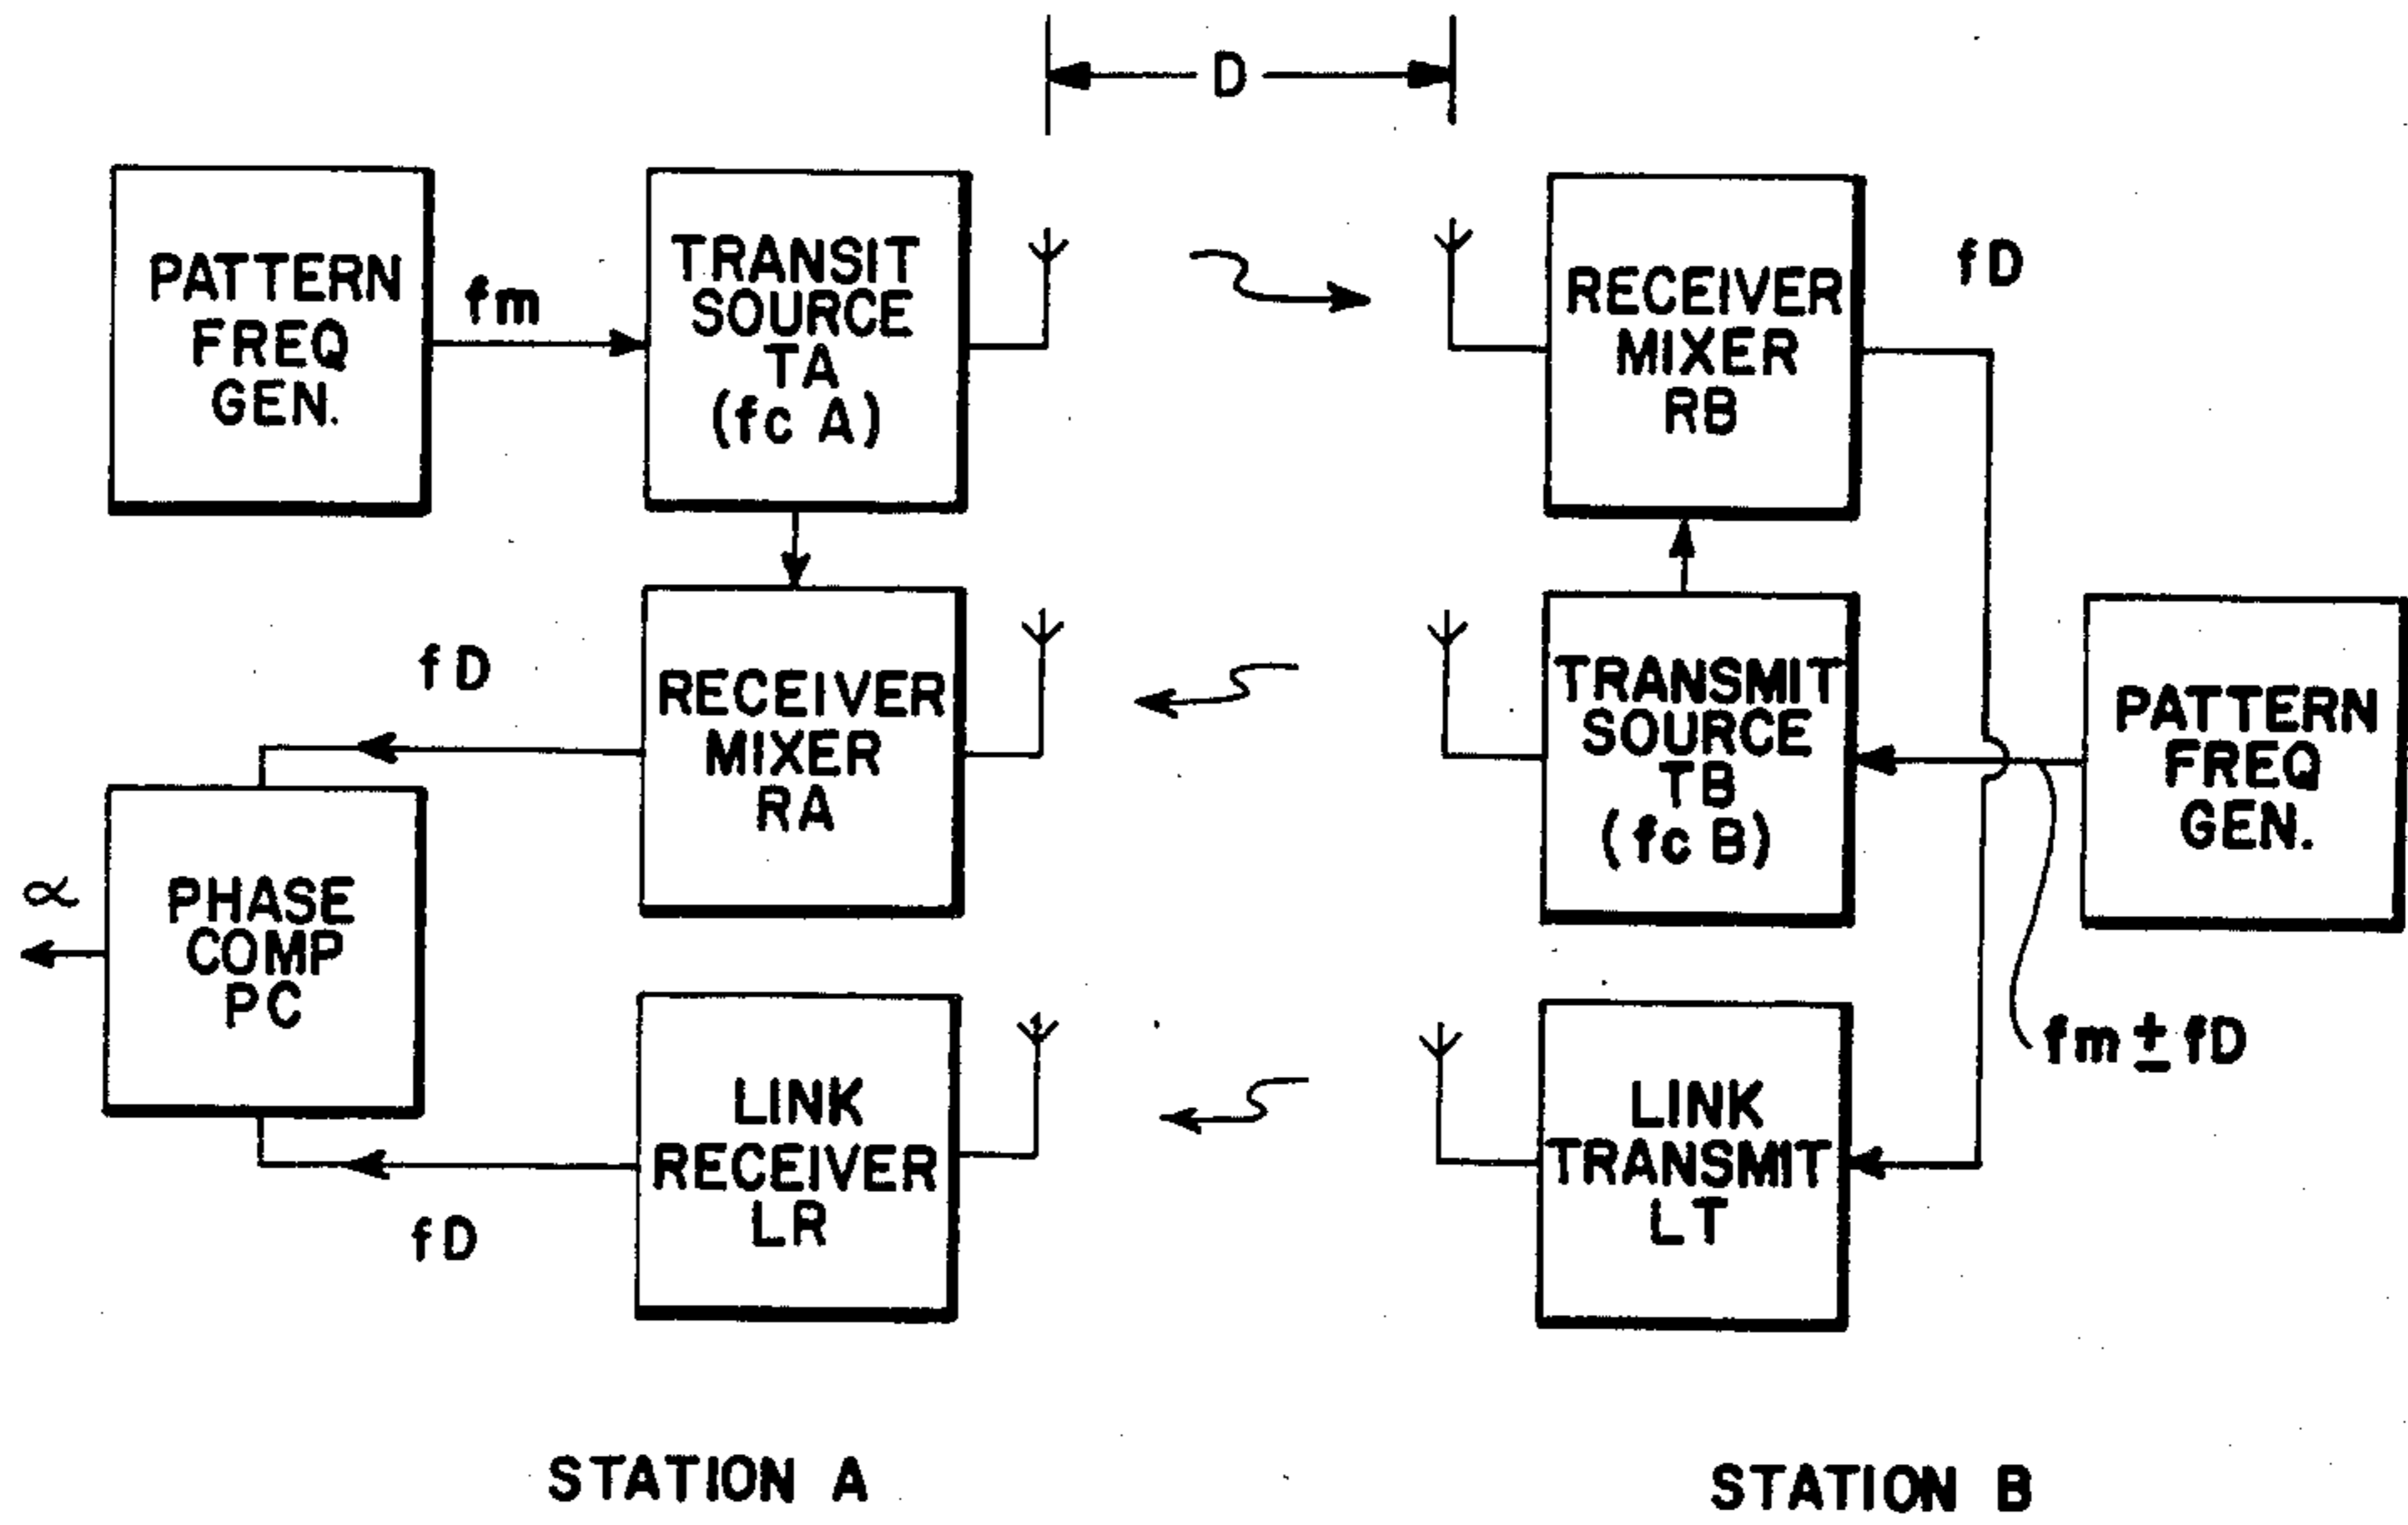 D
PATTERN
FREQ
GEN.
fm
TRANSIT
SOURCE
TA
(fc A)
RECEIVER
MIXER
RB
fD
fD
RECEIVER
MIXER
RA
TRANSMIT
SOURCE
TB
(fc B)
PATTERN
FREQ
GEN.
∝
PHASE
COMP
PC
fD
LINK
RECEIVER
LR
LINK
TRANSMIT
LT
fm ± fD
STATION A
STATION B